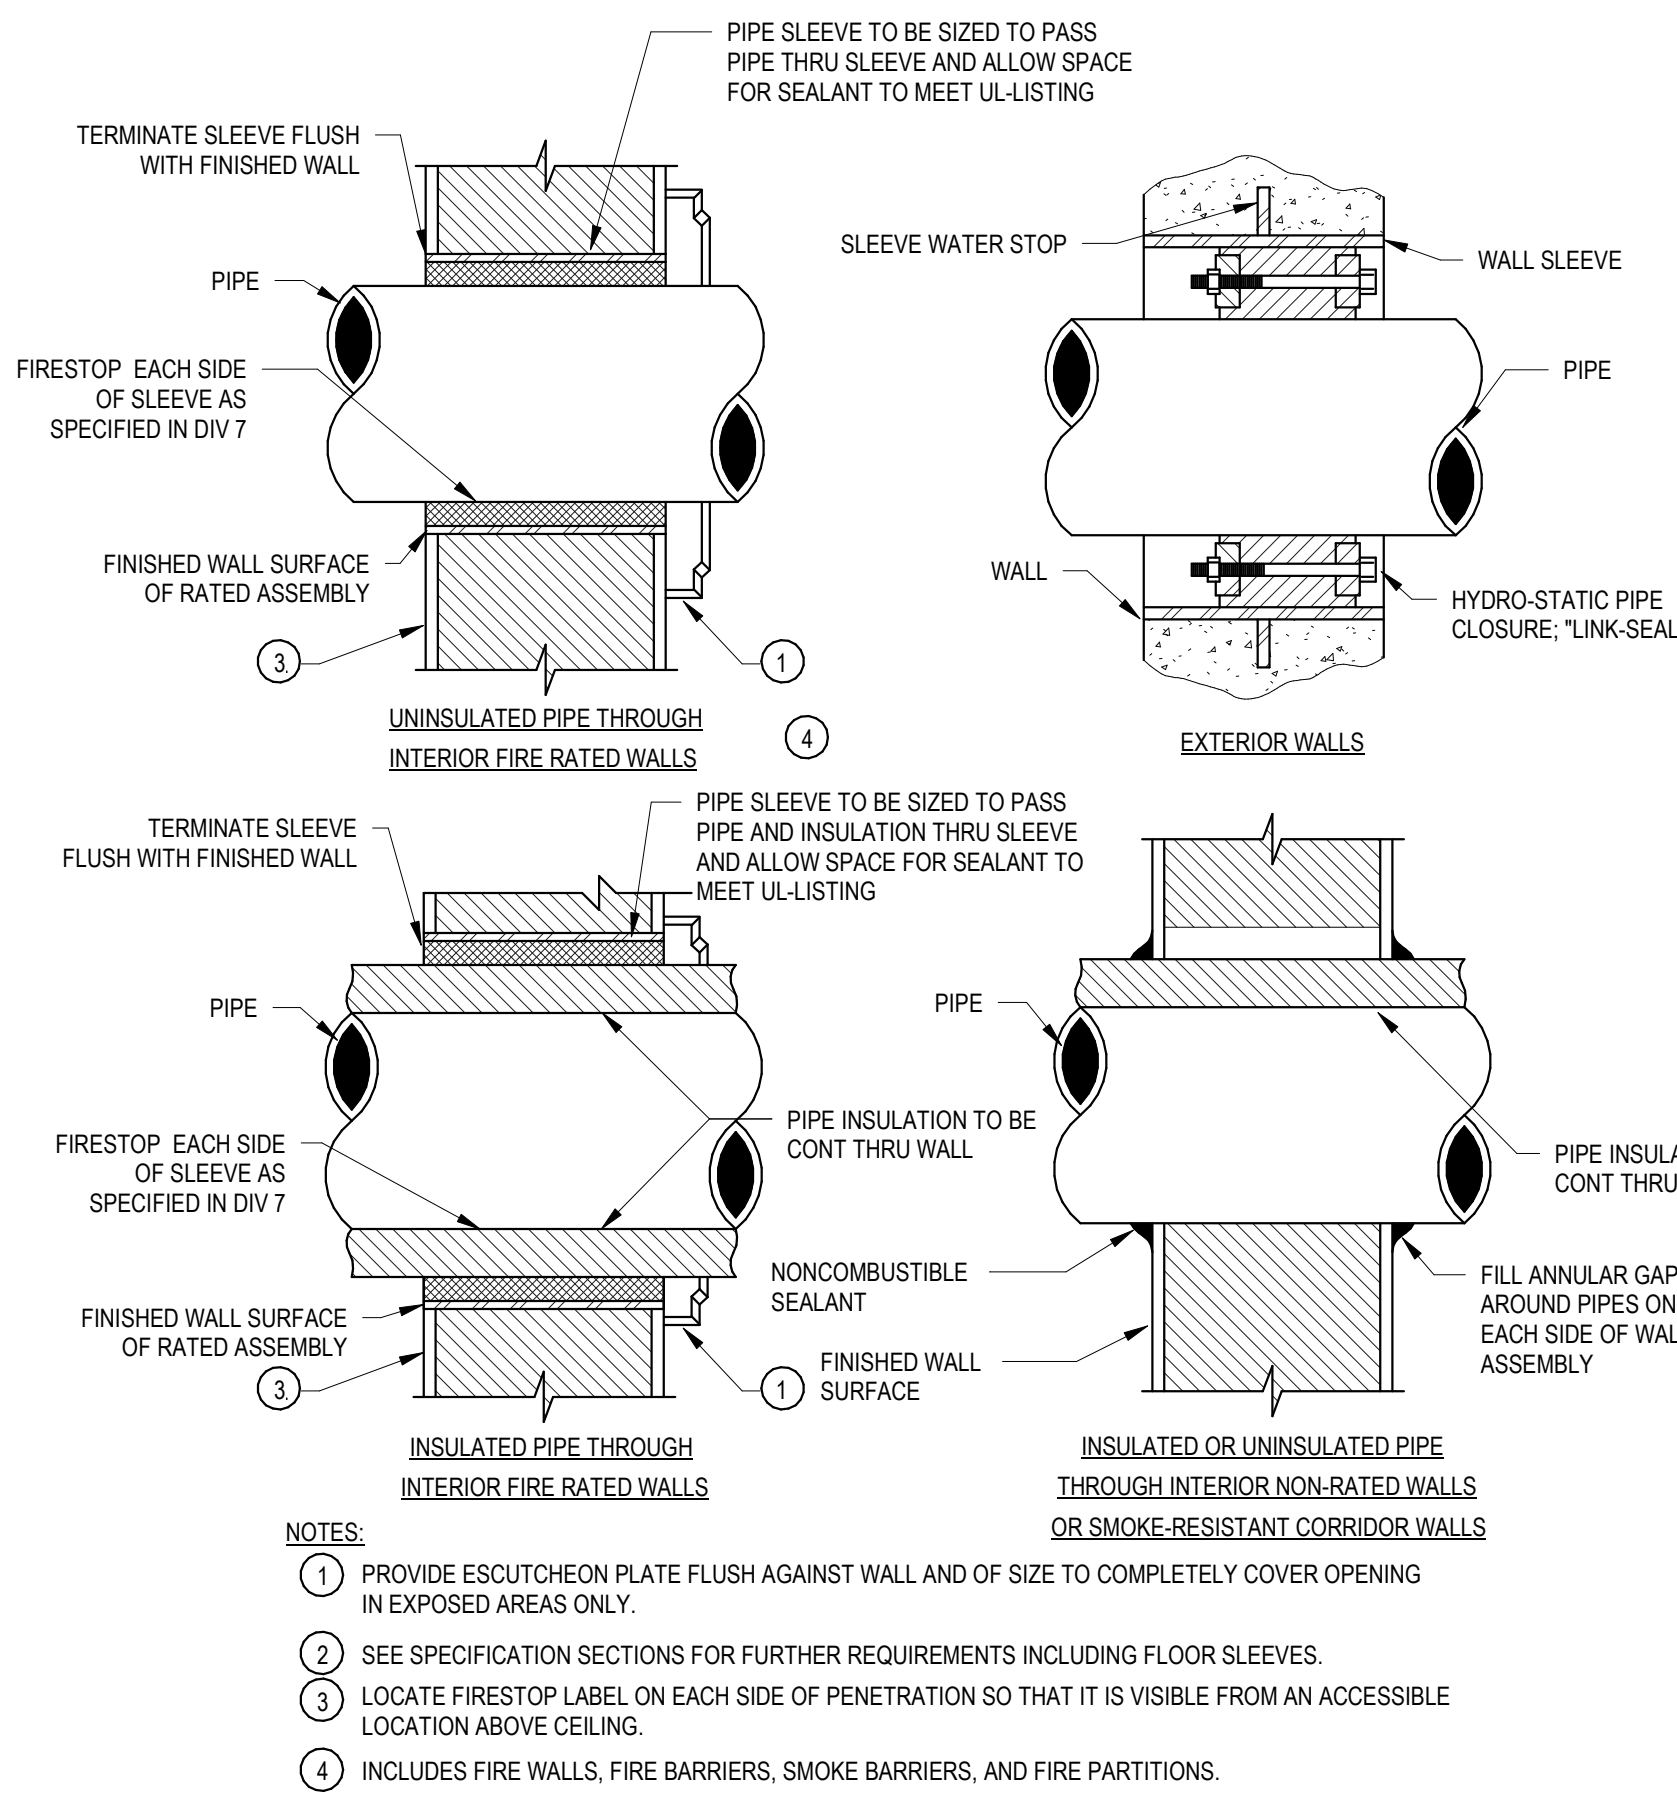 PIPE SLEEVE TO BE SIZED TO PASS
PIPE THRU SLEEVE AND ALLOW SPACE
FOR SEALANT TO MEET UL-LISTING
TERMINATE SLEEVE FLUSH
WITH FINISHED WALL
PIPE
FIRESTOP EACH SIDE
OF SLEEVE AS
SPECIFIED IN DIV 7
FINISHED WALL SURFACE
OF RATED ASSEMBLY
3.
1
UNINSULATED PIPE THROUGH
INTERIOR FIRE RATED WALLS
4
SLEEVE WATER STOP
WALL SLEEVE
PIPE
WALL
HYDRO-STATIC PIPE
CLOSURE; "LINK-SEAL
EXTERIOR WALLS
PIPE SLEEVE TO BE SIZED TO PASS
PIPE AND INSULATION THRU SLEEVE
AND ALLOW SPACE FOR SEALANT TO
MEET UL-LISTING
TERMINATE SLEEVE
FLUSH WITH FINISHED WALL
PIPE
PIPE INSULATION TO BE
CONT THRU WALL
FIRESTOP EACH SIDE
OF SLEEVE AS
SPECIFIED IN DIV 7
FINISHED WALL SURFACE
OF RATED ASSEMBLY
3.
1
INSULATED PIPE THROUGH
INTERIOR FIRE RATED WALLS
PIPE
PIPE INSULA
CONT THRU
NONCOMBUSTIBLE
SEALANT
FILL ANNULAR GAP
AROUND PIPES ON
EACH SIDE OF WAL
ASSEMBLY
FINISHED WALL
SURFACE
INSULATED OR UNINSULATED PIPE
THROUGH INTERIOR NON-RATED WALLS
OR SMOKE-RESISTANT CORRIDOR WALLS
NOTES:
1 PROVIDE ESCUTCHEON PLATE FLUSH AGAINST WALL AND OF SIZE TO COMPLETELY COVER OPENING
IN EXPOSED AREAS ONLY.
2 SEE SPECIFICATION SECTIONS FOR FURTHER REQUIREMENTS INCLUDING FLOOR SLEEVES.
3 LOCATE FIRESTOP LABEL ON EACH SIDE OF PENETRATION SO THAT IT IS VISIBLE FROM AN ACCESSIBLE
LOCATION ABOVE CEILING.
4 INCLUDES FIRE WALLS, FIRE BARRIERS, SMOKE BARRIERS, AND FIRE PARTITIONS.